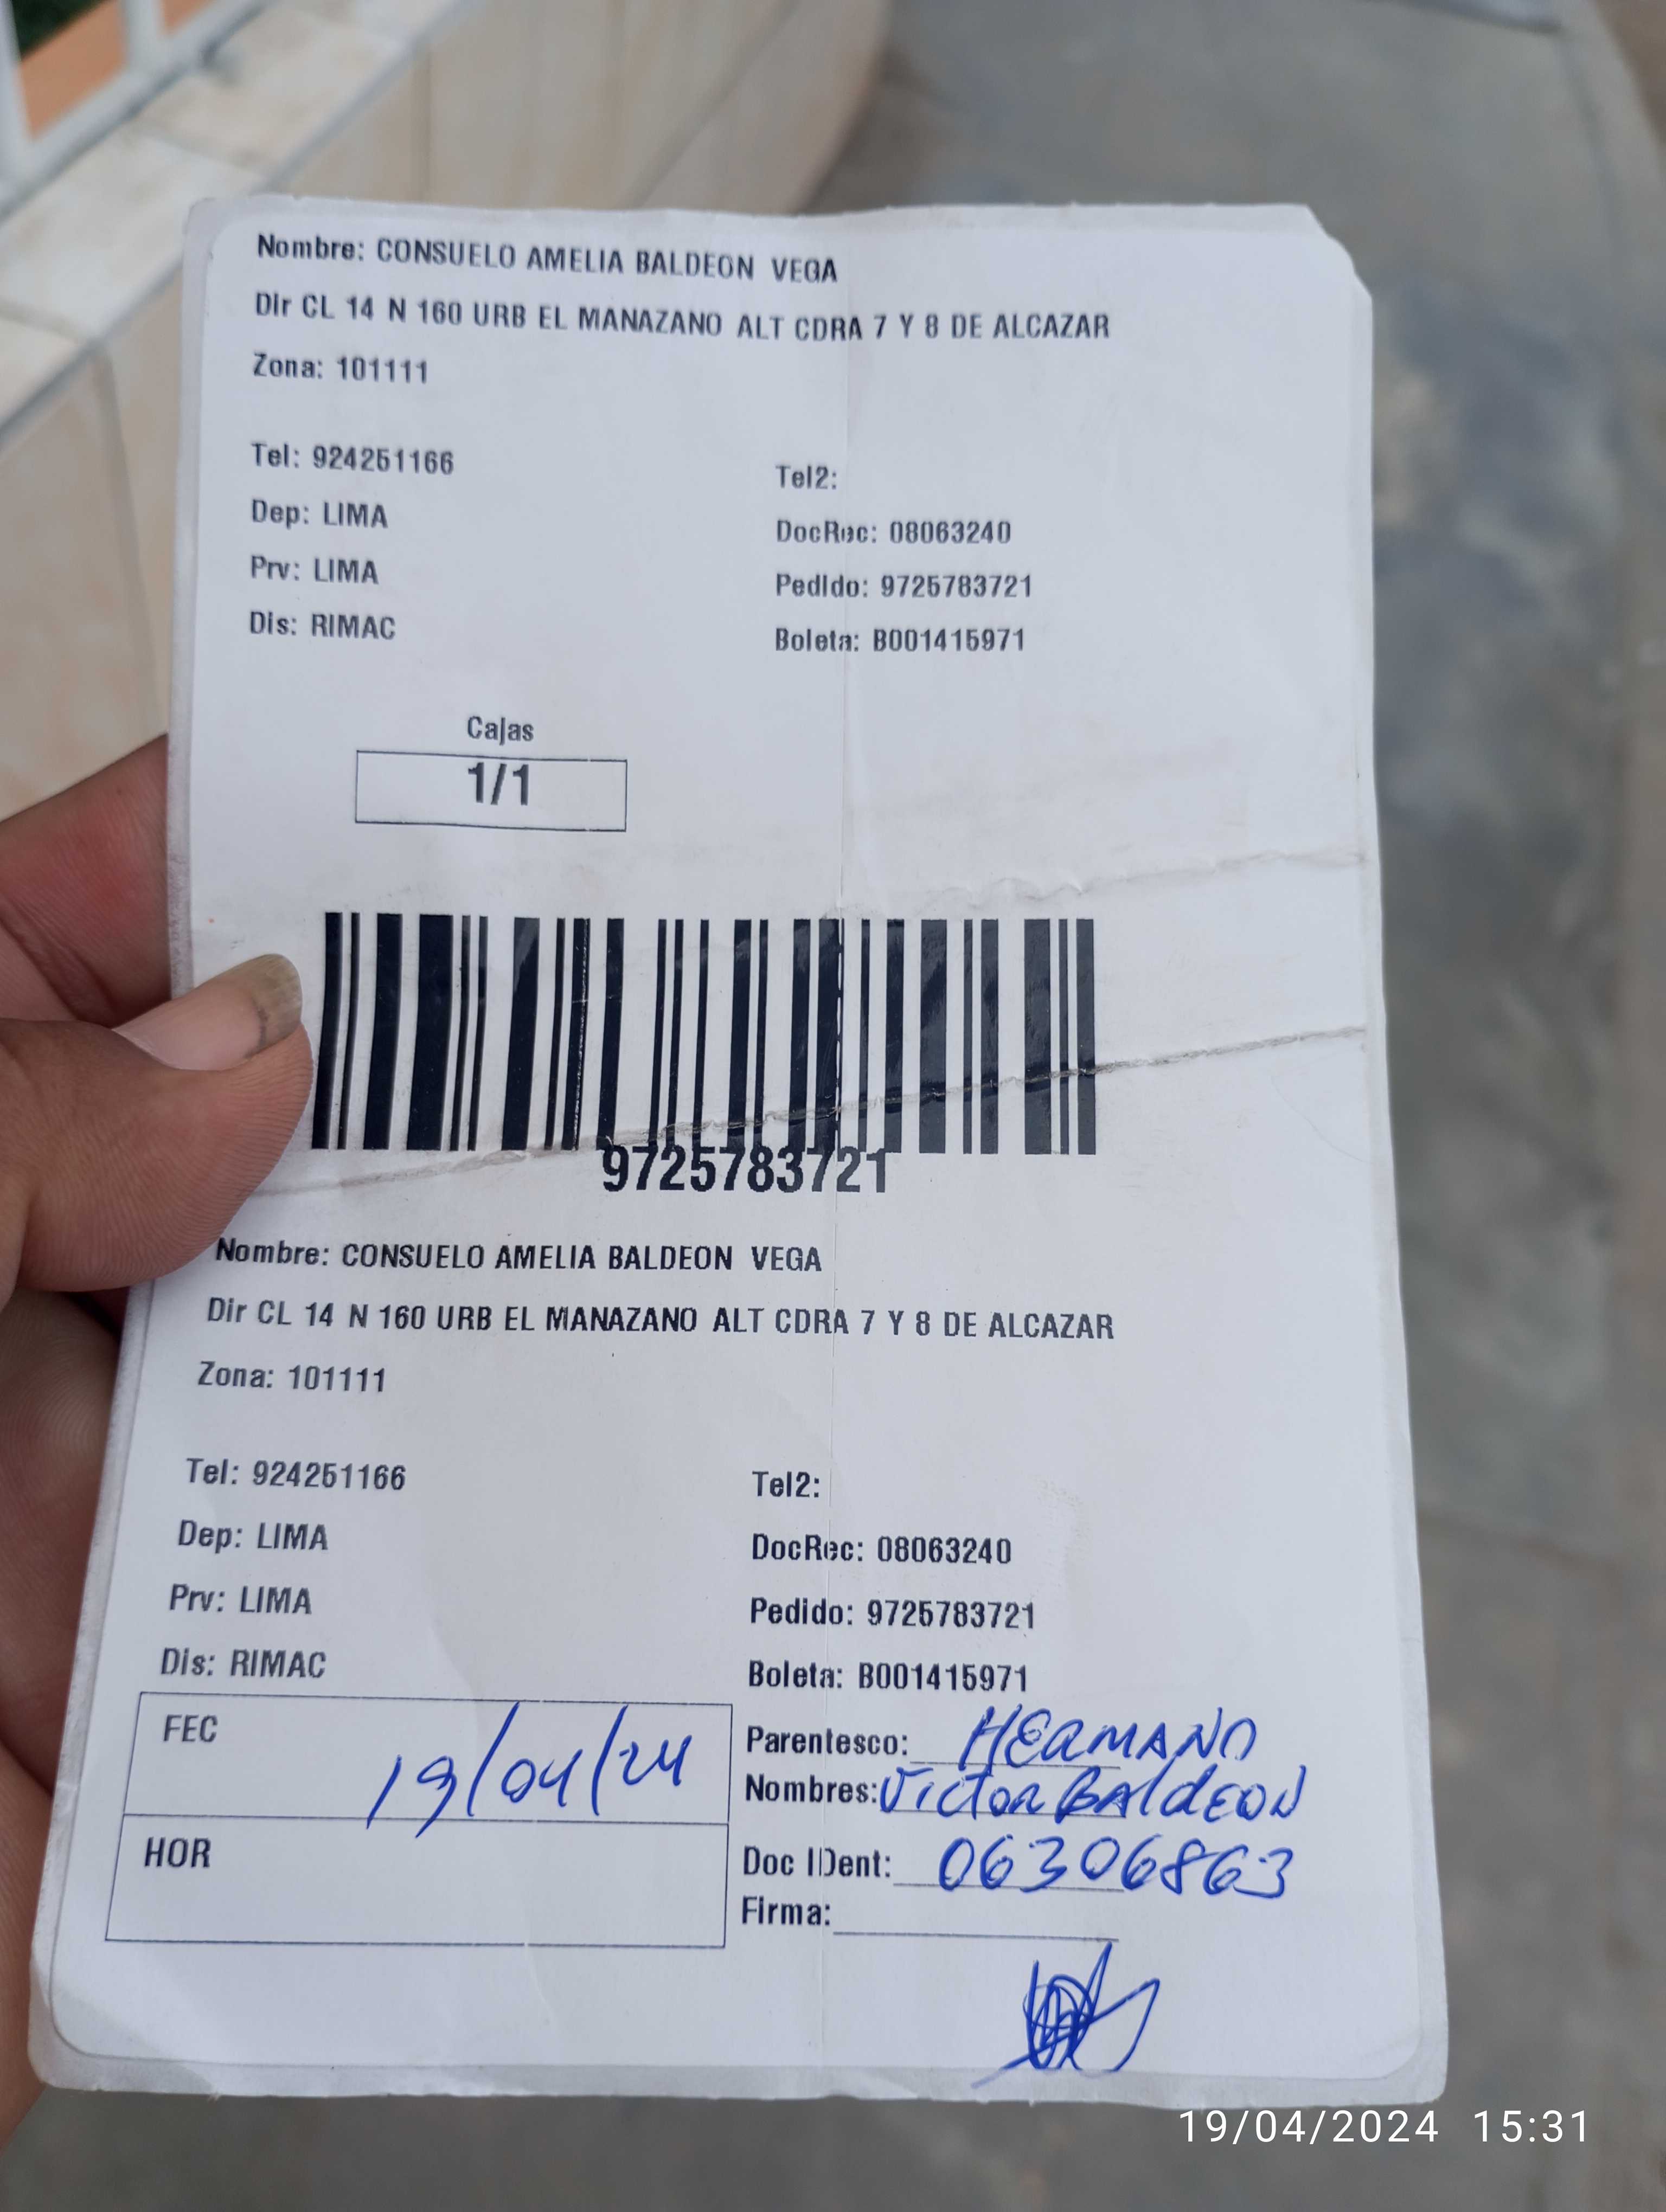 Nombre: CONSUELO AMELIA BALDEON VEGA
Dir CL 14 N 160 URB EL MANAZANO ALT CDRA 7 Y 8 DE ALCAZAR
Zona: 101111
Tel: 924251166
Tel2:
Dep: LIMA
DocRec: 08063240
Prv: LIMA
Pedido: 9725783721
Dis: RIMAC
Boleta: B001415971
Cajas
1/1
9725783721
Nombre: CONSUELO AMELIA BALDEON VEGA
Dir CL 14 N 160 URB EL MANAZANO ALT CDRA 7 Y 8 DE ALCAZAR
Zona: 101111
Tel: 924251166
Tel2:
Dep: LIMA
DocRec: 08063240
Prv: LIMA
Pedido: 9725783721
Dis: RIMAC
Boleta: B001415971
FEC 19/04/24
Parentesco: HERMANO
Nombres: Victor BAldEON
HOR
Doc IDent: 06306863
Firma:
19/04/2024 15:31